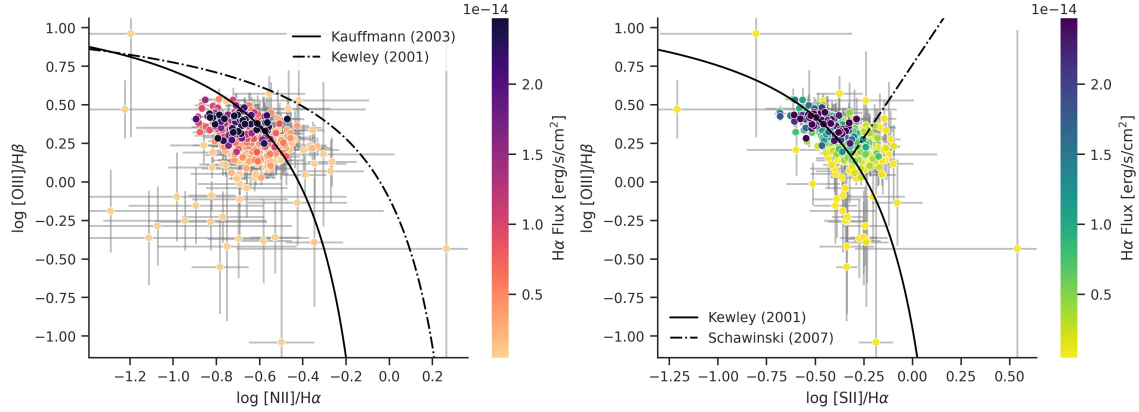 1e−14
1.00
0.75
0.50
0.25
0.00
−0.25
−0.50
−0.75
−1.00
log [OIII]/Hβ
Kauffmann (2003)
Kewley (2001)
−1.2 −1.0 −0.8 −0.6 −0.4 −0.2 0.0 0.2
log [NII]/Hα
2.0
1.5
1.0
0.5
Hα Flux [erg/s/cm²]
1e−14
1.00
0.75
0.50
0.25
0.00
−0.25
−0.50
−0.75
−1.00
log [OIII]/Hβ
Kewley (2001)
Schawinski (2007)
−1.25 −1.00 −0.75 −0.50 −0.25 0.00 0.25 0.50
log [SII]/Hα
2.0
1.5
1.0
0.5
Hα Flux [erg/s/cm²]